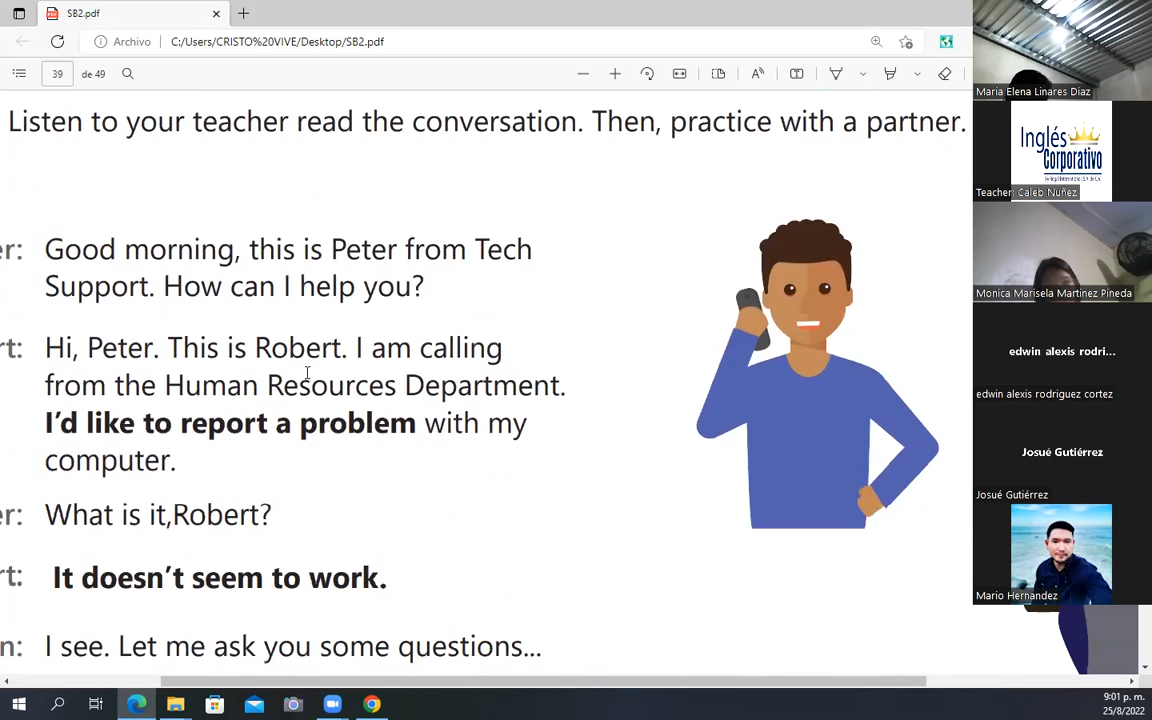 SB2.pdf
Archivo
C:/Users/CRISTO%20VIVE/Desktop/SB2.pdf
39 de 49
Listen to your teacher read the conversation. Then, practice with a partner.
er: Good morning, this is Peter from Tech
Support. How can I help you?
rt: Hi, Peter. This is Robert. I am calling
from the Human Resources Department.
I'd like to report a problem with my
computer.
er: What is it,Robert?
rt: It doesn't seem to work.
n: I see. Let me ask you some questions...
Maria Elena Linares Diaz
Inglés
Corporativo
Teacher: Caleb Nuñez
Monica Marisela Martinez Pineda
edwin alexis rodri...
edwin alexis rodriguez cortez
Josué Gutiérrez
Josué Gutiérrez
Mario Hernandez
9:01 p. m.
25/8/2022